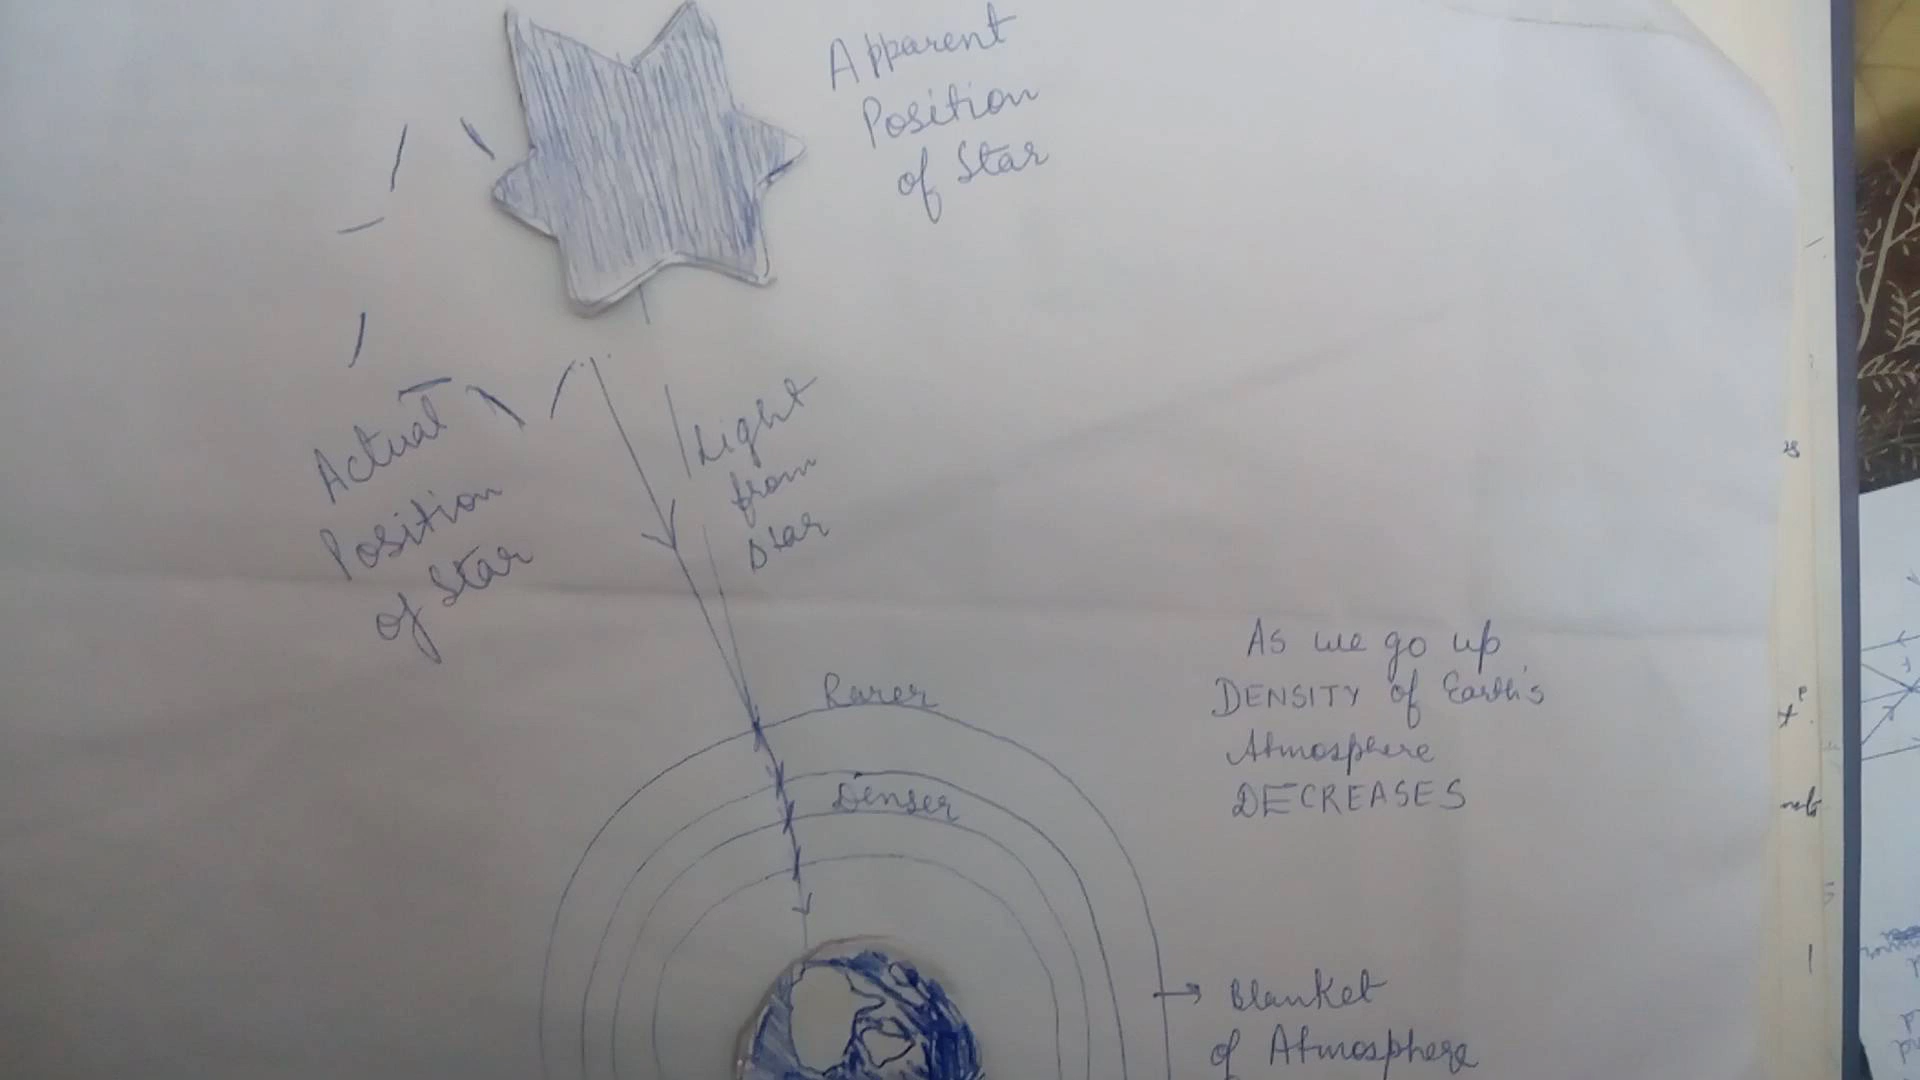 Apparent
Position
of Star
Actual
Position
of Star
Light
from
Star
Rarer
Denser
As we go up
DENSITY of Earth's
Atmosphere
DECREASES
Blanket
of Atmosphere